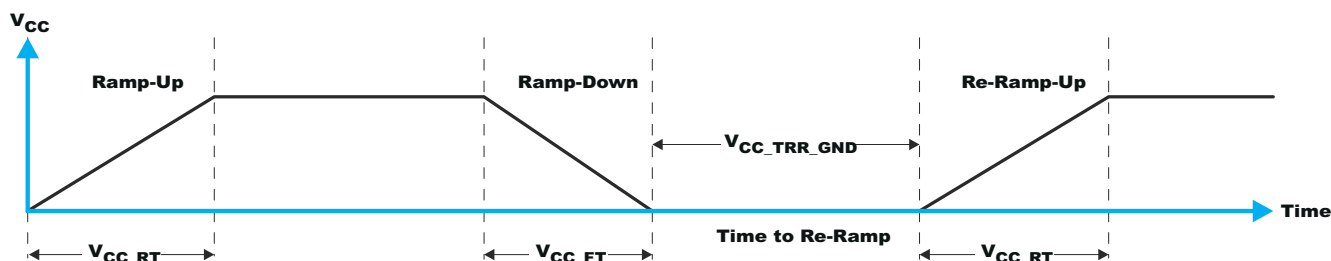 VCC
Ramp-Up
Ramp-Down
Re-Ramp-Up
VCC_TRR_GND
Time
Time to Re-Ramp
VCC_RT
VCC_FT
VCC_RT